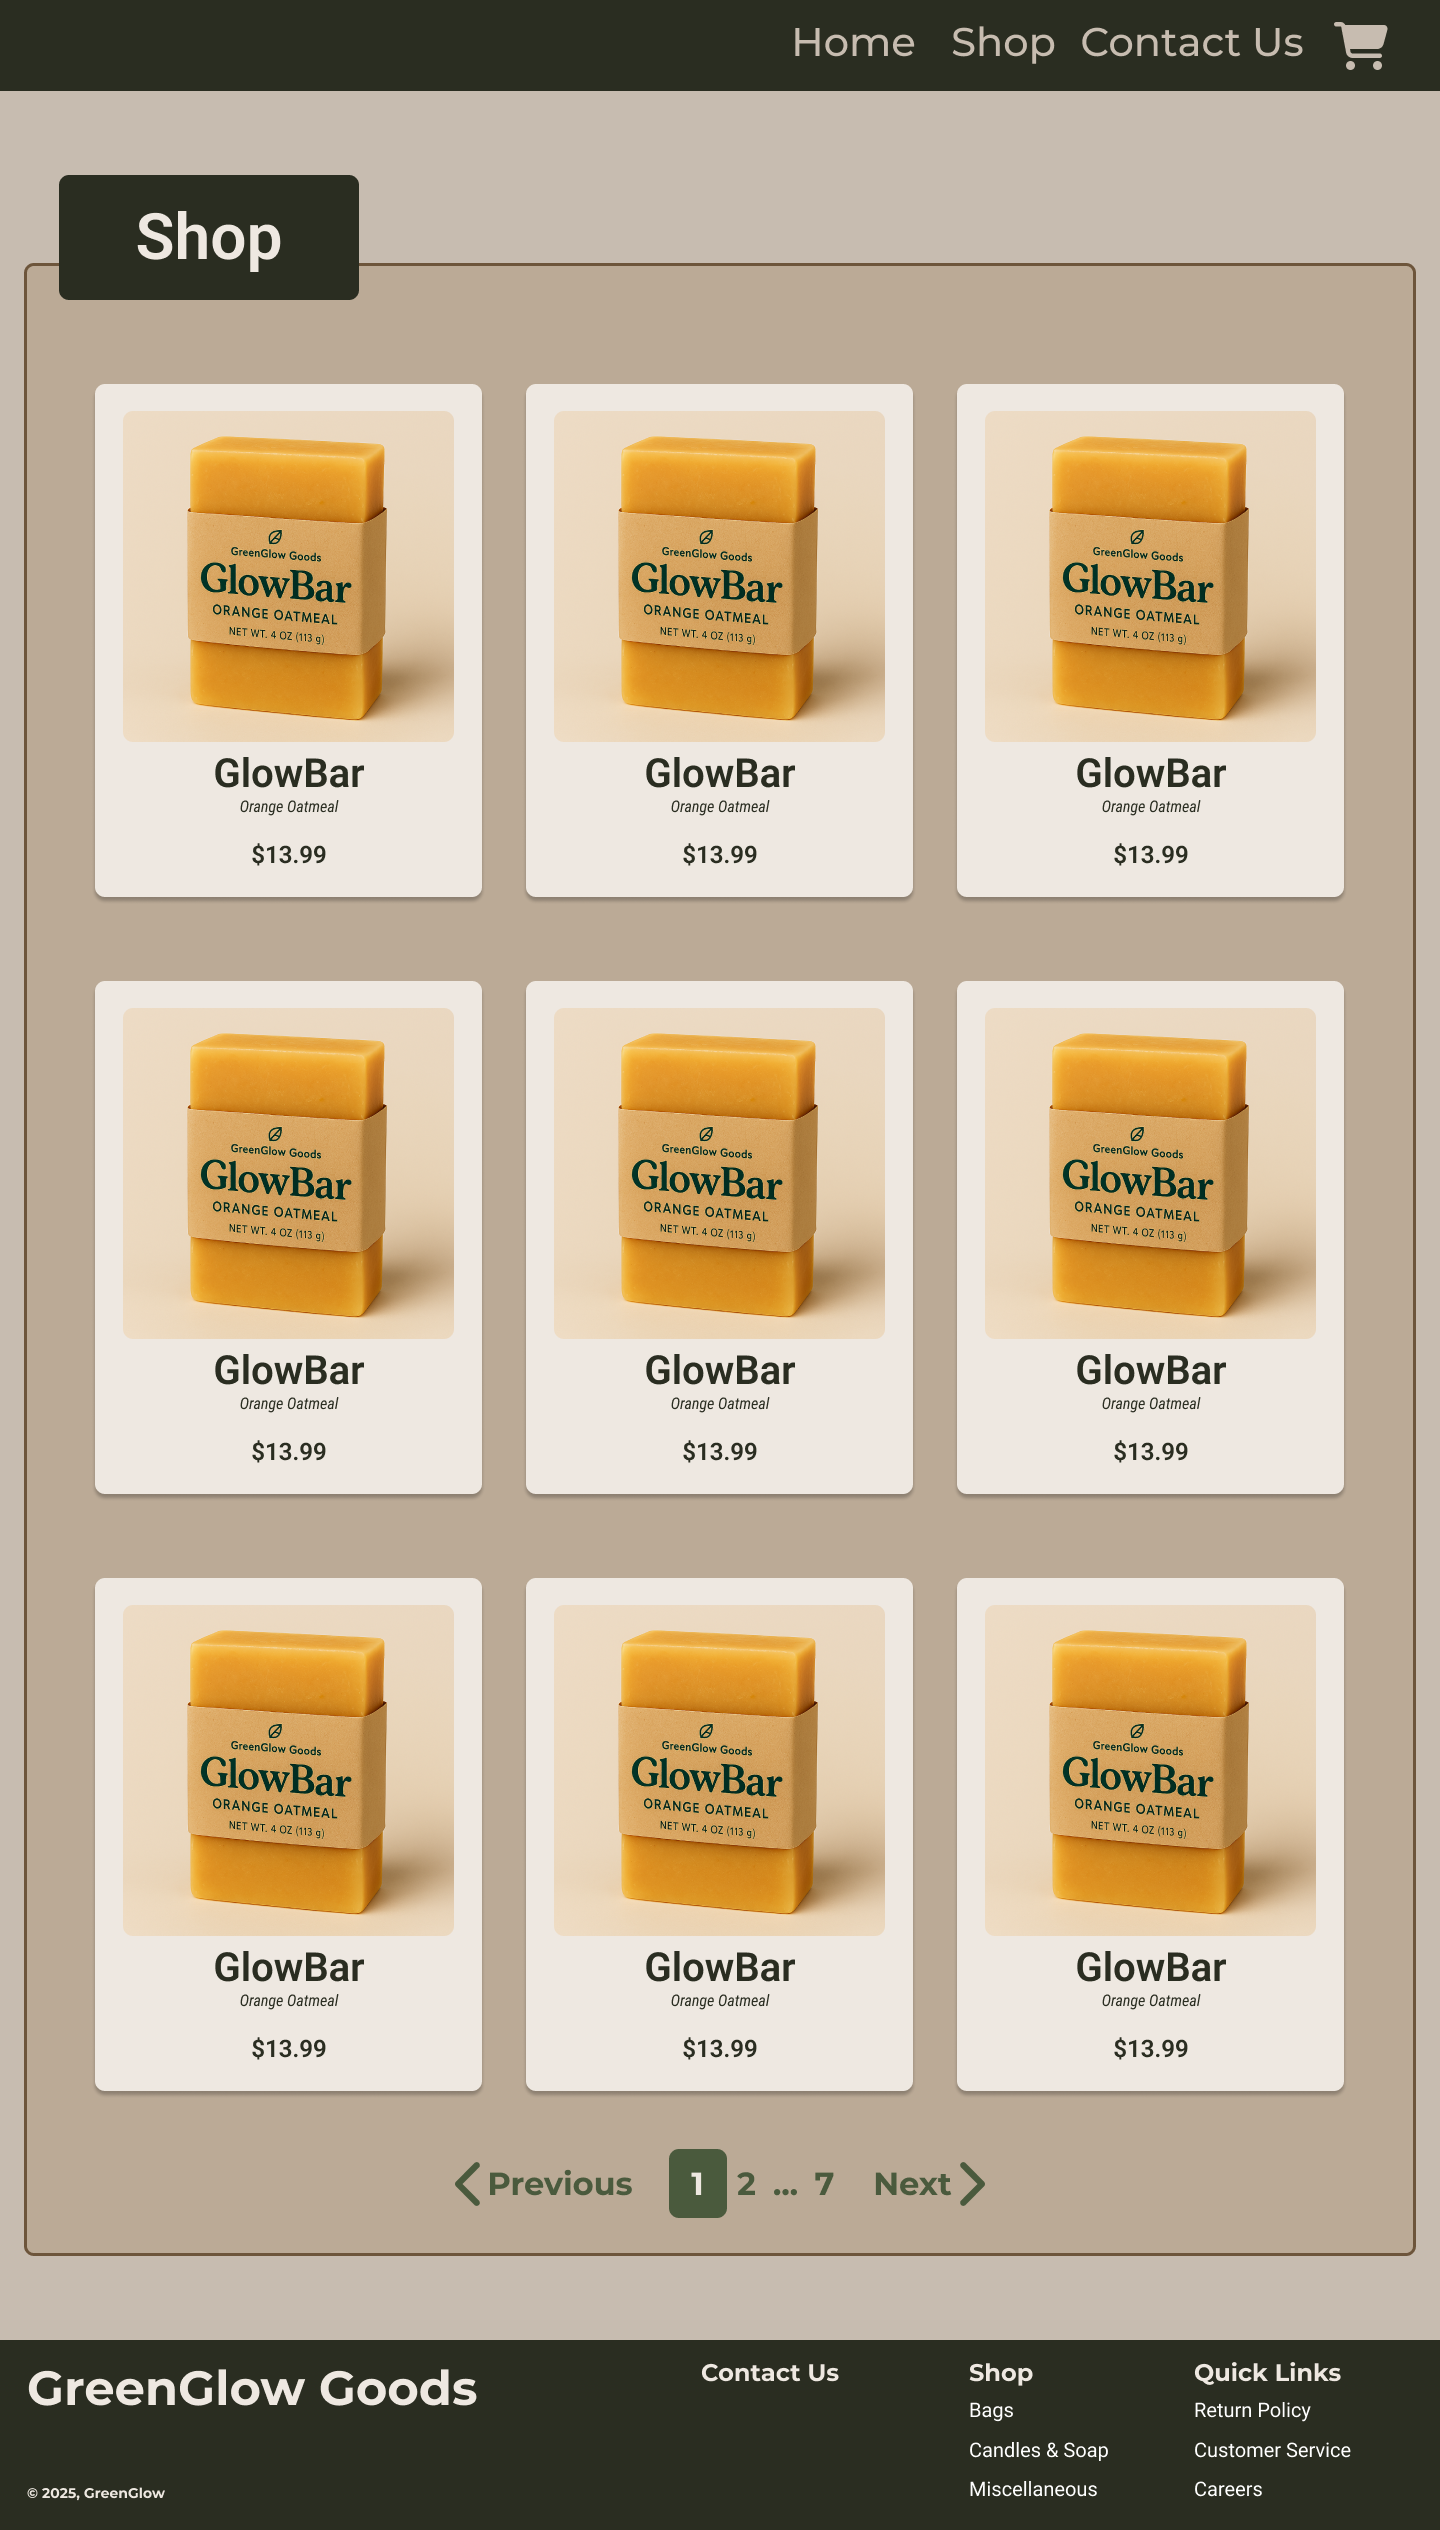 Home Shop Contact Us
Shop
GreenGlow Goods GreenGlow Goods GreenGlow Goods
GlowBar GlowBar GlowBar
ORANGE OATMEAL ORANGE OATMEAL ORANGE OATMEAL
NET WT. 4 OZ (113 g) NET WT. 4 OZ (113 g) NET WT. 4 OZ (113 g)
GlowBar GlowBar GlowBar
Orange Oatmeal Orange Oatmeal Orange Oatmeal
$13.99 $13.99 $13.99
GreenGlow Goods GreenGlow Goods GreenGlow Goods
GlowBar GlowBar GlowBar
ORANGE OATMEAL ORANGE OATMEAL ORANGE OATMEAL
NET WT. 4 OZ (113 g) NET WT. 4 OZ (113 g) NET WT. 4 OZ (113 g)
GlowBar GlowBar GlowBar
Orange Oatmeal Orange Oatmeal Orange Oatmeal
$13.99 $13.99 $13.99
GreenGlow Goods GreenGlow Goods GreenGlow Goods
GlowBar GlowBar GlowBar
ORANGE OATMEAL ORANGE OATMEAL ORANGE OATMEAL
NET WT. 4 OZ (113 g) NET WT. 4 OZ (113 g) NET WT. 4 OZ (113 g)
GlowBar GlowBar GlowBar
Orange Oatmeal Orange Oatmeal Orange Oatmeal
$13.99 $13.99 $13.99
Previous 1 2 ... 7 Next
GreenGlow Goods
© 2025, GreenGlow
Contact Us
Shop
Bags
Candles & Soap
Miscellaneous
Quick Links
Return Policy
Customer Service
Careers